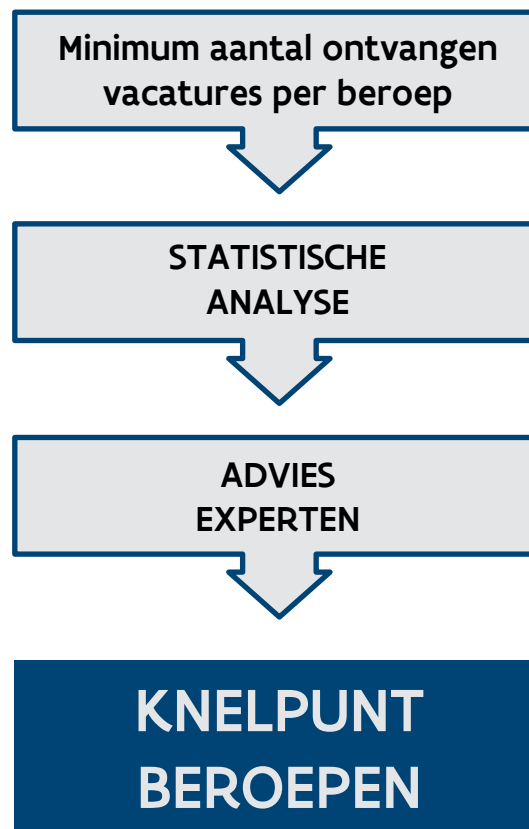 Minimum aantal ontvangen
vacatures per beroep
STATISTISCHE
ANALYSE
ADVIES
EXPERTEN
KNELPUNT
BEROEPEN